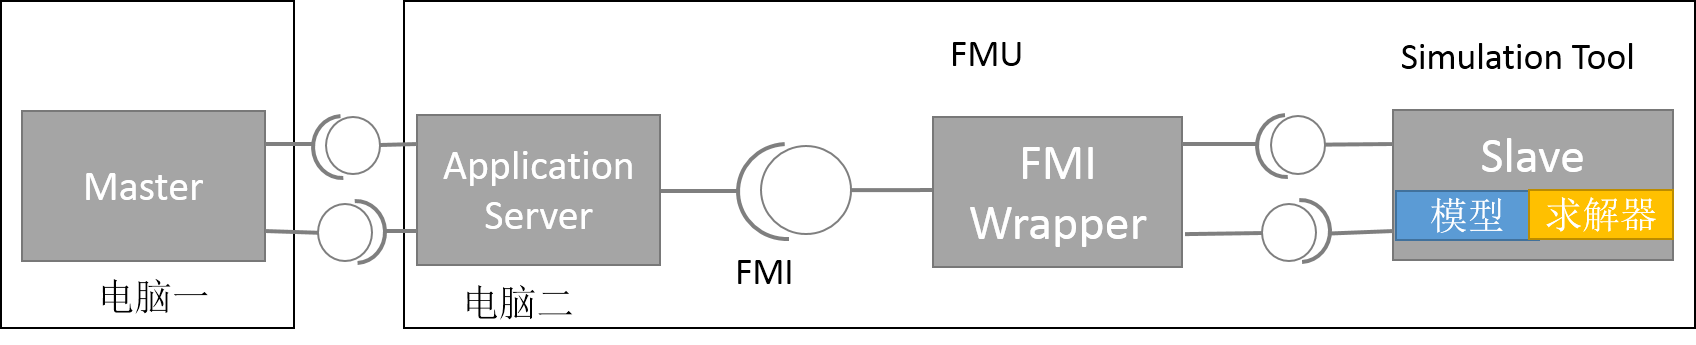 Master
电脑一
Application
Server
电脑二
FMI
FMU
FMI
Wrapper
Simulation Tool
Slave
模型
求解器